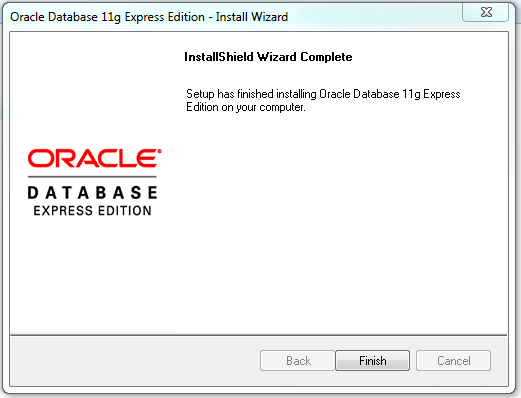 Oracle Database 11g Express Edition - Install Wizard
InstallShield Wizard Complete
Setup has finished installing Oracle Database 11g Express
Edition on your computer.
ORACLE®
DATABASE
EXPRESS EDITION
Back
Finish
Cancel